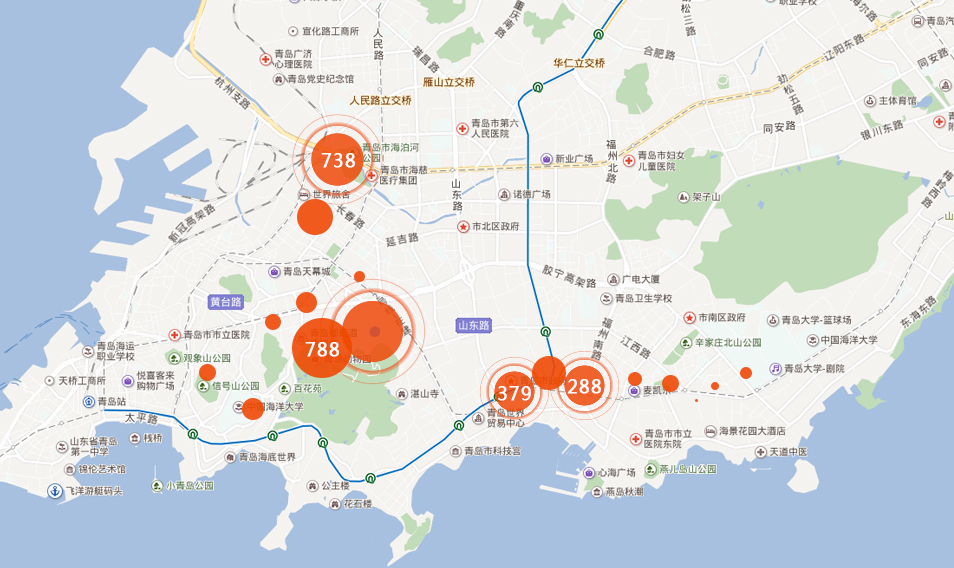 宣化路工商所
青岛广济
心理医院
青岛党史纪念馆
杭州支路
人民路
瑞昌路
重庆南路
雁山立交桥
人民路立交桥
华仁立交桥
合肥路
辽阳东路
同安路
劲松五路
主体育馆
同安路
银川东路
青岛市第六
人民医院
青岛市海泊河
公园
738
青岛市海慈
医疗集团
世界旅舍
新业广场
福州北路
青岛市妇女
儿童医院
山东路
诺德广场
架子山
长春路
市北区政府
延吉路
新冠高架路
青岛天幕城
胶宁高架路
广电大厦
青岛卫生学校
黄台路
山东路
市南区政府
青岛大学-篮球场
东海东路
青岛市市立医院
福州南路
江西路
辛家庄北山公园
中国海洋大学
青岛海运
职业学校
观象山公园
788
青岛大学-剧院
天桥工商所
悦喜客来
购物广场
信号山公园
百花苑
湛山寺
379
288
麦凯乐
青岛站
中国海洋大学
太平路
青岛世界
贸易中心
海景花园大酒店
山东省青岛
第一中学
栈桥
青岛市市立
医院东院
天道中医
青岛海底世界
青岛市科技宫
锦伦艺术馆
心海广场
燕儿岛山公园
飞洋游艇码头
小青岛公园
公主楼
花石楼
燕岛秋潮